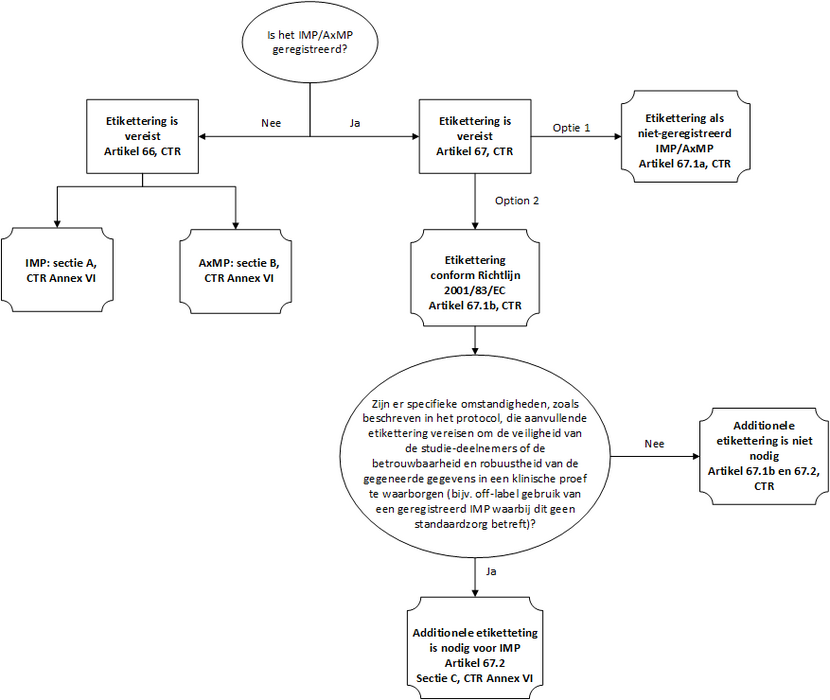 Is het IMP/AxMP
geregistreerd?
Nee
Ja
Etikettering is
vereist
Artikel 66, CTR
Etikettering is
vereist
Artikel 67, CTR
Optie 1
Etikettering als
niet-geregistreerd
IMP/AxMP
Artikel 67.1a, CTR
Option 2
IMP: sectie A,
CTR Annex VI
AxMP: sectie B,
CTR Annex VI
Etikettering
conform Richtlijn
2001/83/EC
Artikel 67.1b, CTR
Zijn er specifieke omstandigheden, zoals
beschreven in het protocol, die aanvullende
etikettering vereisen om de veiligheid van
de studie-deelnemers of de
betrouwbaarheid en robuustheid van de
gegeneerde gegevens in een klinische proef
te waarborgen (bijv. off-label gebruik van
een geregistreerd IMP waarbij dit geen
standaardzorg betreft)?
Nee
Additionele
etikettering is niet
nodig
Artikel 67.1b en 67.2,
CTR
Ja
Additionele etiketteting
is nodig voor IMP
Artikel 67.2
Sectie C, CTR Annex VI